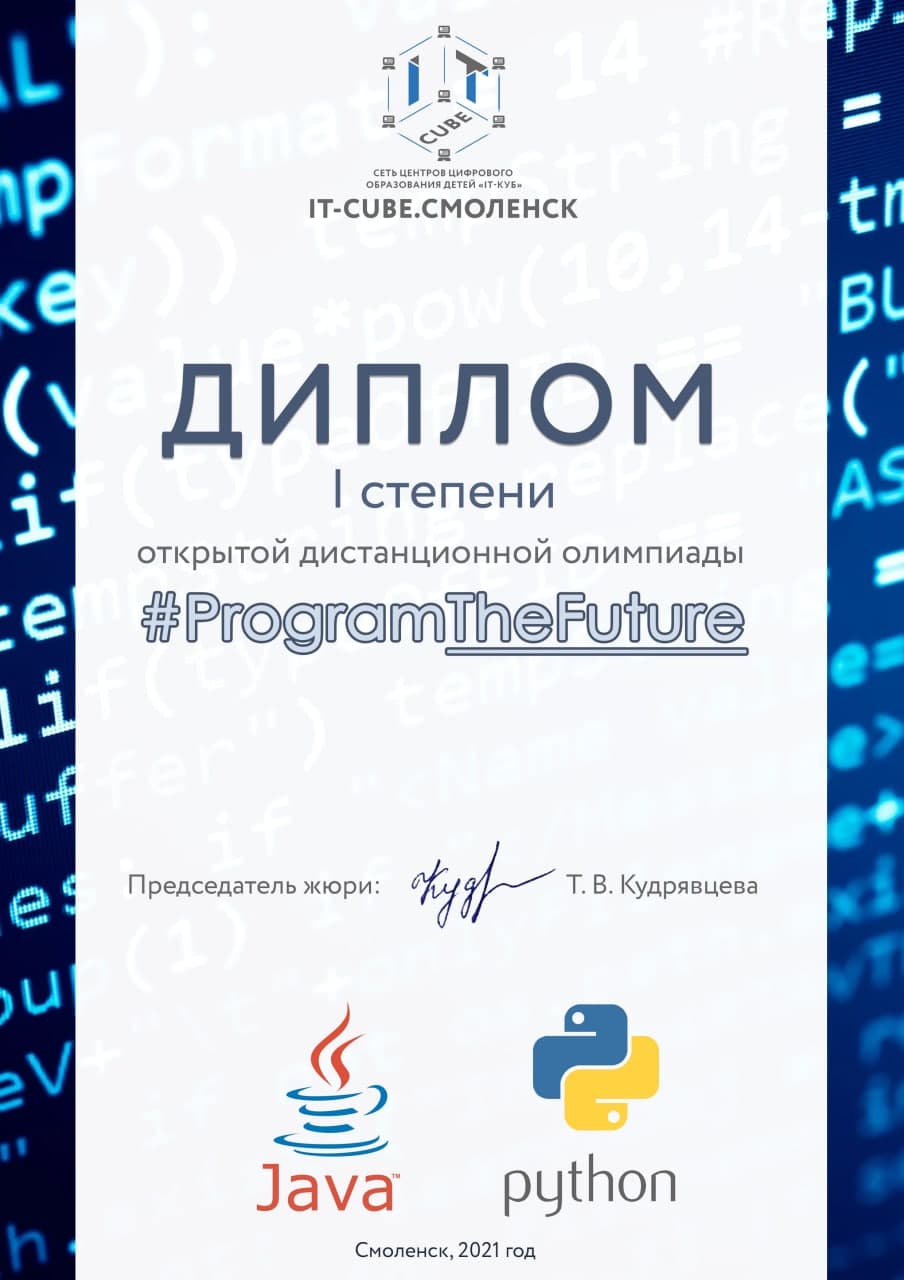 IT
CUBE
СЕТЬ ЦЕНТРОВ ЦИФРОВОГО
ОБРАЗОВАНИЯ ДЕТЕЙ «IT-КУБ»
IT-CUBE.СМОЛЕНСК
ДИПЛОМ
I степени
открытой дистанционной олимпиады
#ProgramTheFuture
Председатель жюри: Т. В. Кудрявцева
Java™
python
Смоленск, 2021 год